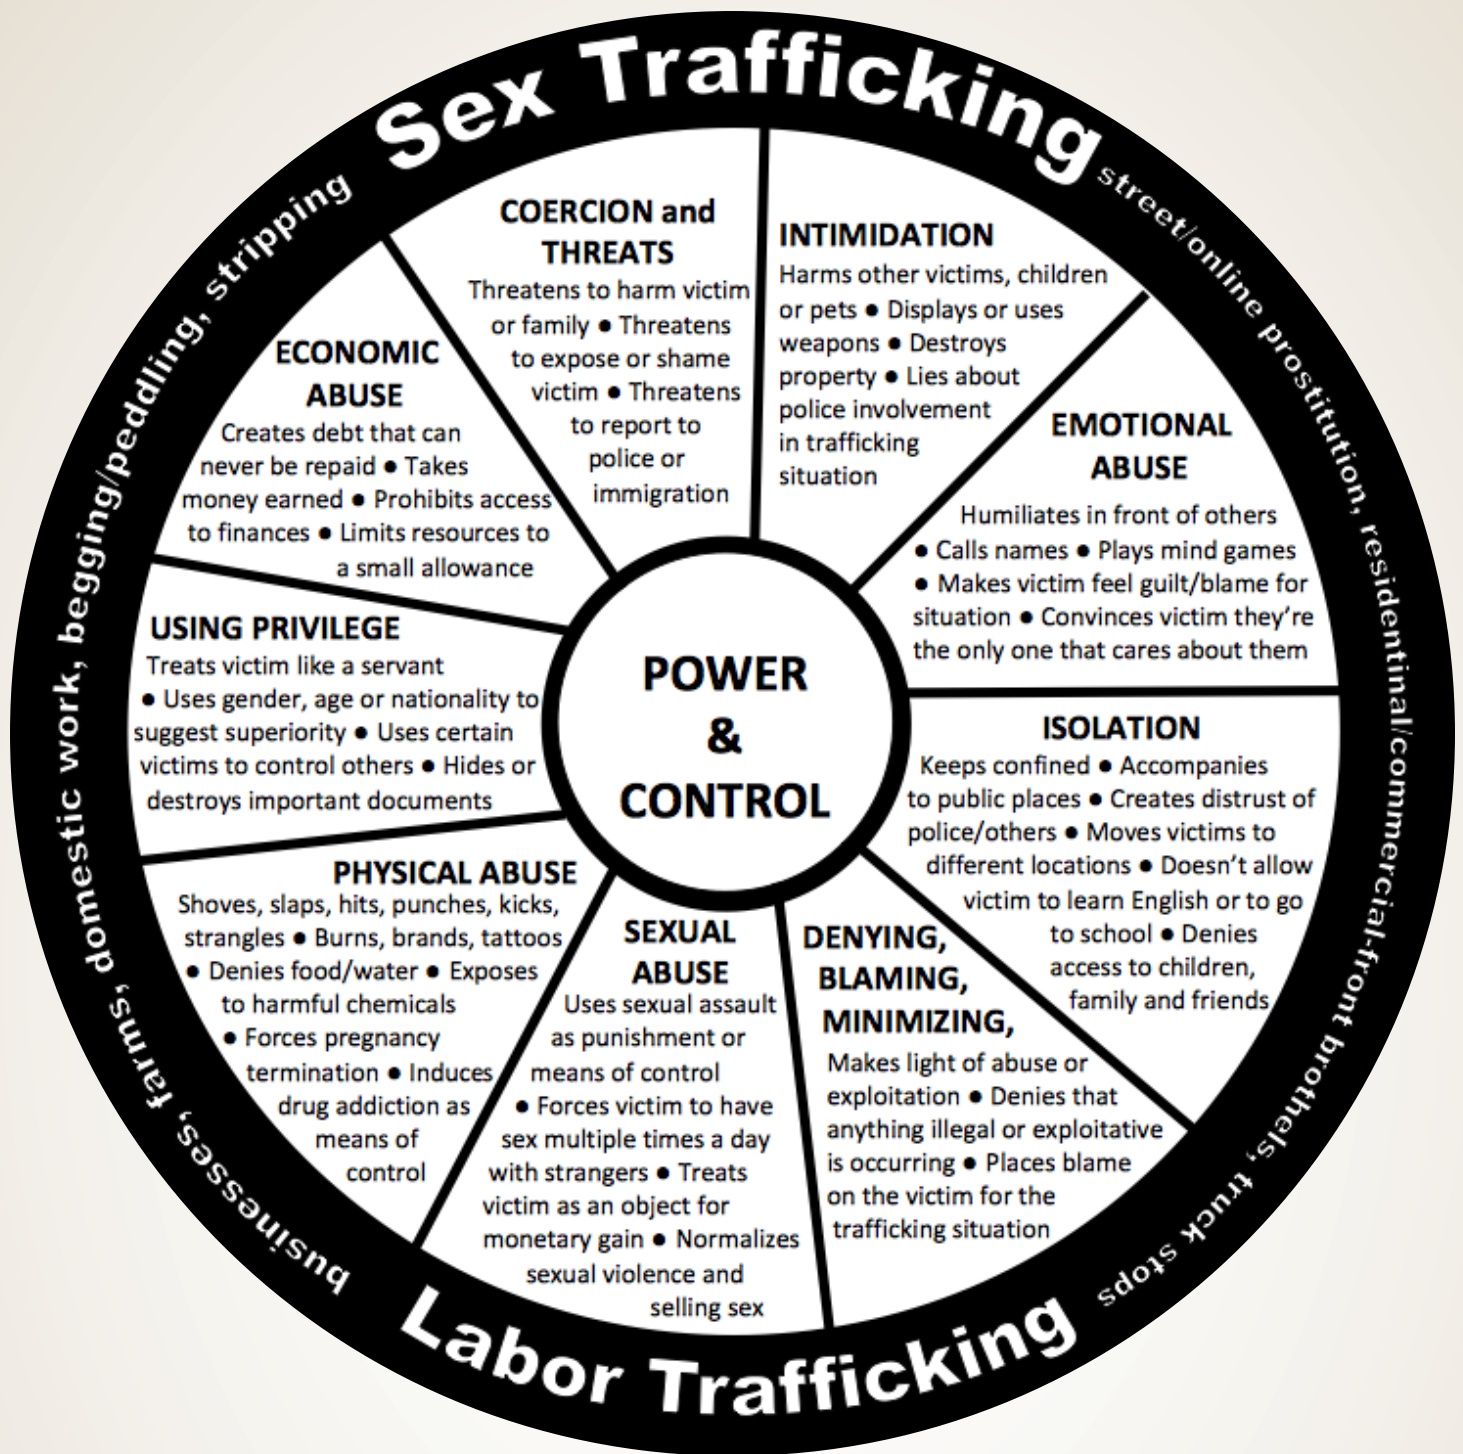 Sex Trafficking
street/online prostitution, residentinal/commercial-front brothels, truck stops
Labor Trafficking
businesses, farms, domestic work, begging/peddling, stripping
COERCION and
THREATS
Threatens to harm victim
or family ● Threatens
to expose or shame
victim ● Threatens
to report to
police or
immigration
INTIMIDATION
Harms other victims, children
or pets ● Displays or uses
weapons ● Destroys
property ● Lies about
police involvement
in trafficking
situation
EMOTIONAL
ABUSE
Humiliates in front of others
● Calls names ● Plays mind games
● Makes victim feel guilt/blame for
situation ● Convinces victim they're
the only one that cares about them
ISOLATION
Keeps confined ● Accompanies
to public places ● Creates distrust of
police/others ● Moves victims to
different locations ● Doesn't allow
victim to learn English or to go
to school ● Denies
access to children,
family and friends
DENYING,
BLAMING,
MINIMIZING,
Makes light of abuse or
exploitation ● Denies that
anything illegal or exploitative
is occurring ● Places blame
on the victim for the
trafficking situation
SEXUAL
ABUSE
Uses sexual assault
as punishment or
means of control
● Forces victim to have
sex multiple times a day
with strangers ● Treats
victim as an object for
monetary gain ● Normalizes
sexual violence and
selling sex
PHYSICAL ABUSE
Shoves, slaps, hits, punches, kicks,
strangles ● Burns, brands, tattoos
● Denies food/water ● Exposes
to harmful chemicals
● Forces pregnancy
termination ● Induces
drug addiction as
means of
control
USING PRIVILEGE
Treats victim like a servant
● Uses gender, age or nationality to
suggest superiority ● Uses certain
victims to control others ● Hides or
destroys important documents
ECONOMIC
ABUSE
Creates debt that can
never be repaid ● Takes
money earned ● Prohibits access
to finances ● Limits resources to
a small allowance
POWER
&
CONTROL